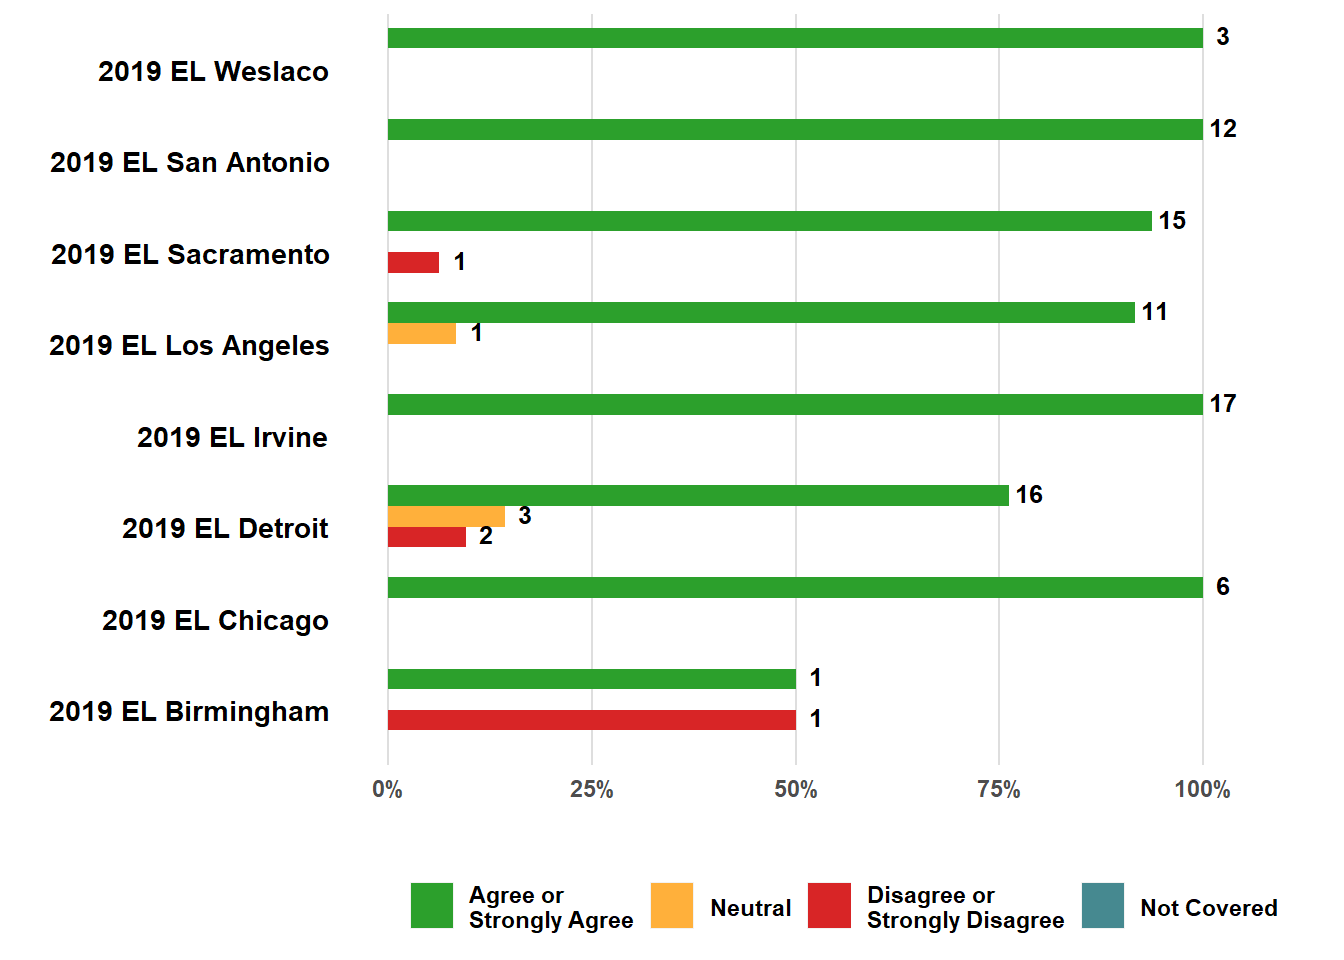 3
2019 EL Weslaco
12
2019 EL San Antonio
15
2019 EL Sacramento
1
11
1
2019 EL Los Angeles
17
2019 EL Irvine
16
3
2019 EL Detroit
2
6
2019 EL Chicago
1
2019 EL Birmingham
1
0% 25% 50% 75% 100%
Agree or
Strongly Agree
Neutral
Disagree or
Strongly Disagree
Not Covered